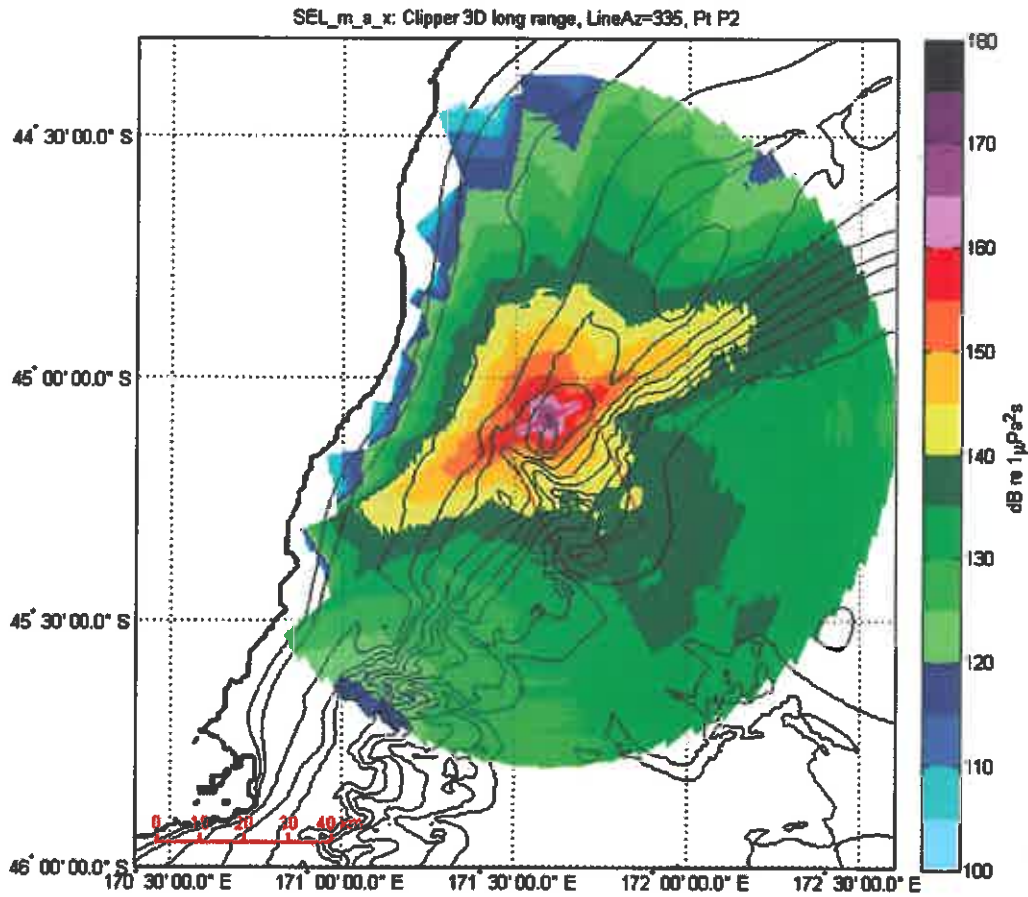 SEL_m_a_x: Clipper 3D long range, LineAz=335, Pt P2
44° 30'00.0" S
45° 00'00.0" S
45° 30'00.0" S
46° 00'00.0" S
170° 30'00.0" E
171° 00'00.0" E
171° 30'00.0" E
172° 00'00.0" E
172° 30'00.0" E
0 10 20 30 40 km
180
170
160
150
140
130
120
110
100
dB re 1µPa²s